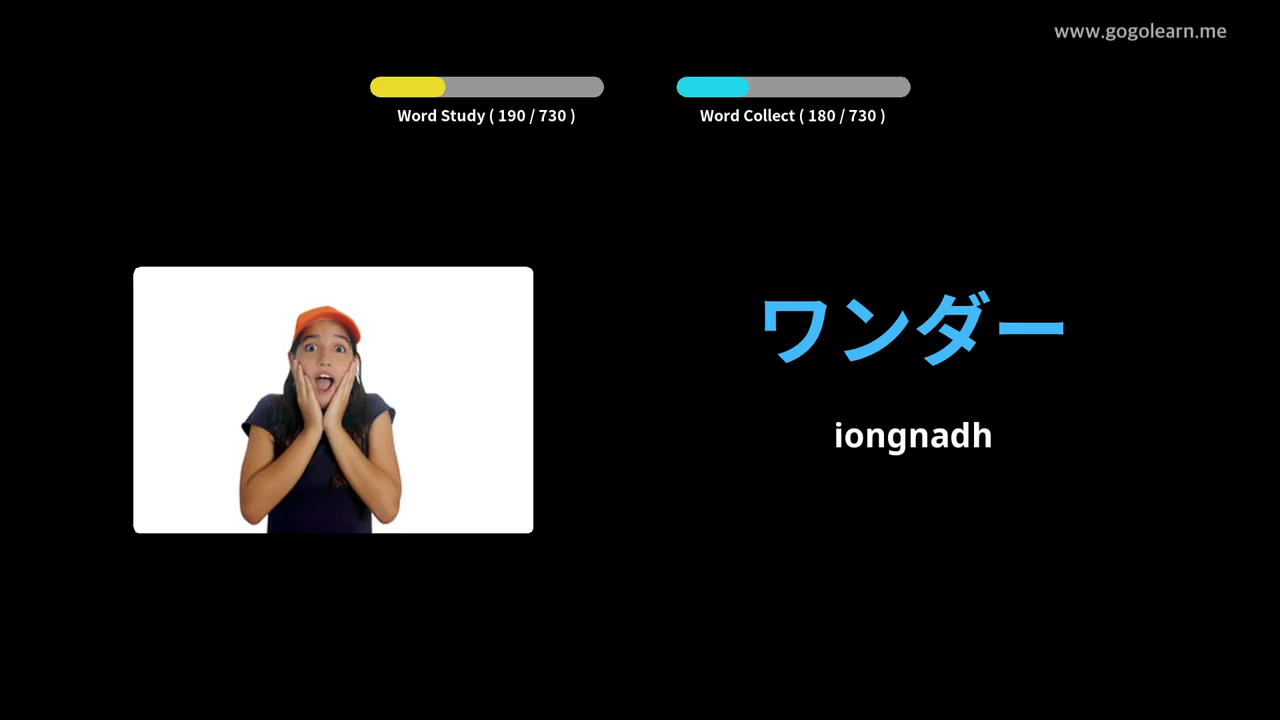 www.gogolearn.me
Word Study ( 190 / 730 )
Word Collect ( 180 / 730 )
ワンダー
iongnadh